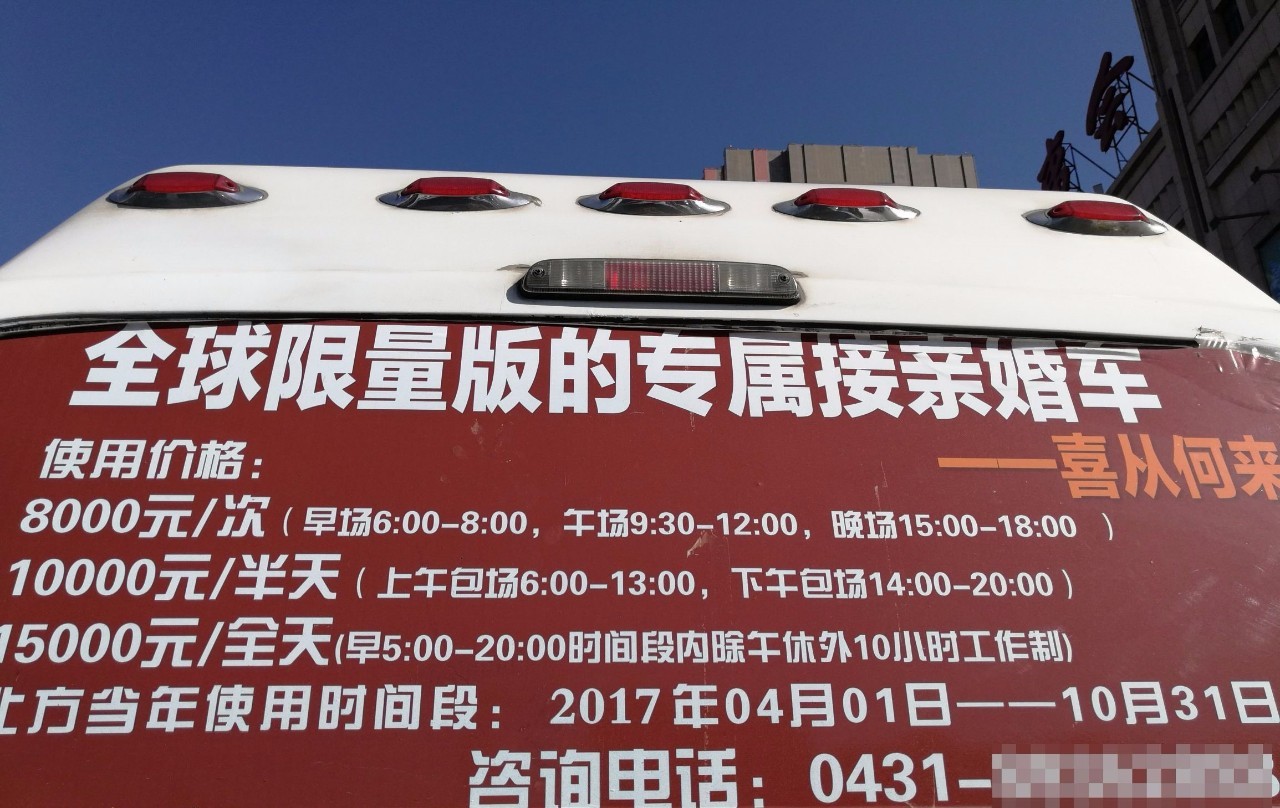 全球限量版的专属接亲婚车
——喜从何来
使用价格：
8000元/次（早场6:00-8:00，午场9:30-12:00，晚场15:00-18:00 ）
10000元/半天（上午包场6:00-13:00，下午包场14:00-20:00）
15000元/全天(早5:00-20:00时间段内除午休外10小时工作制)
北方当年使用时间段：2017年04月01日——10月31日
咨询电话：0431-